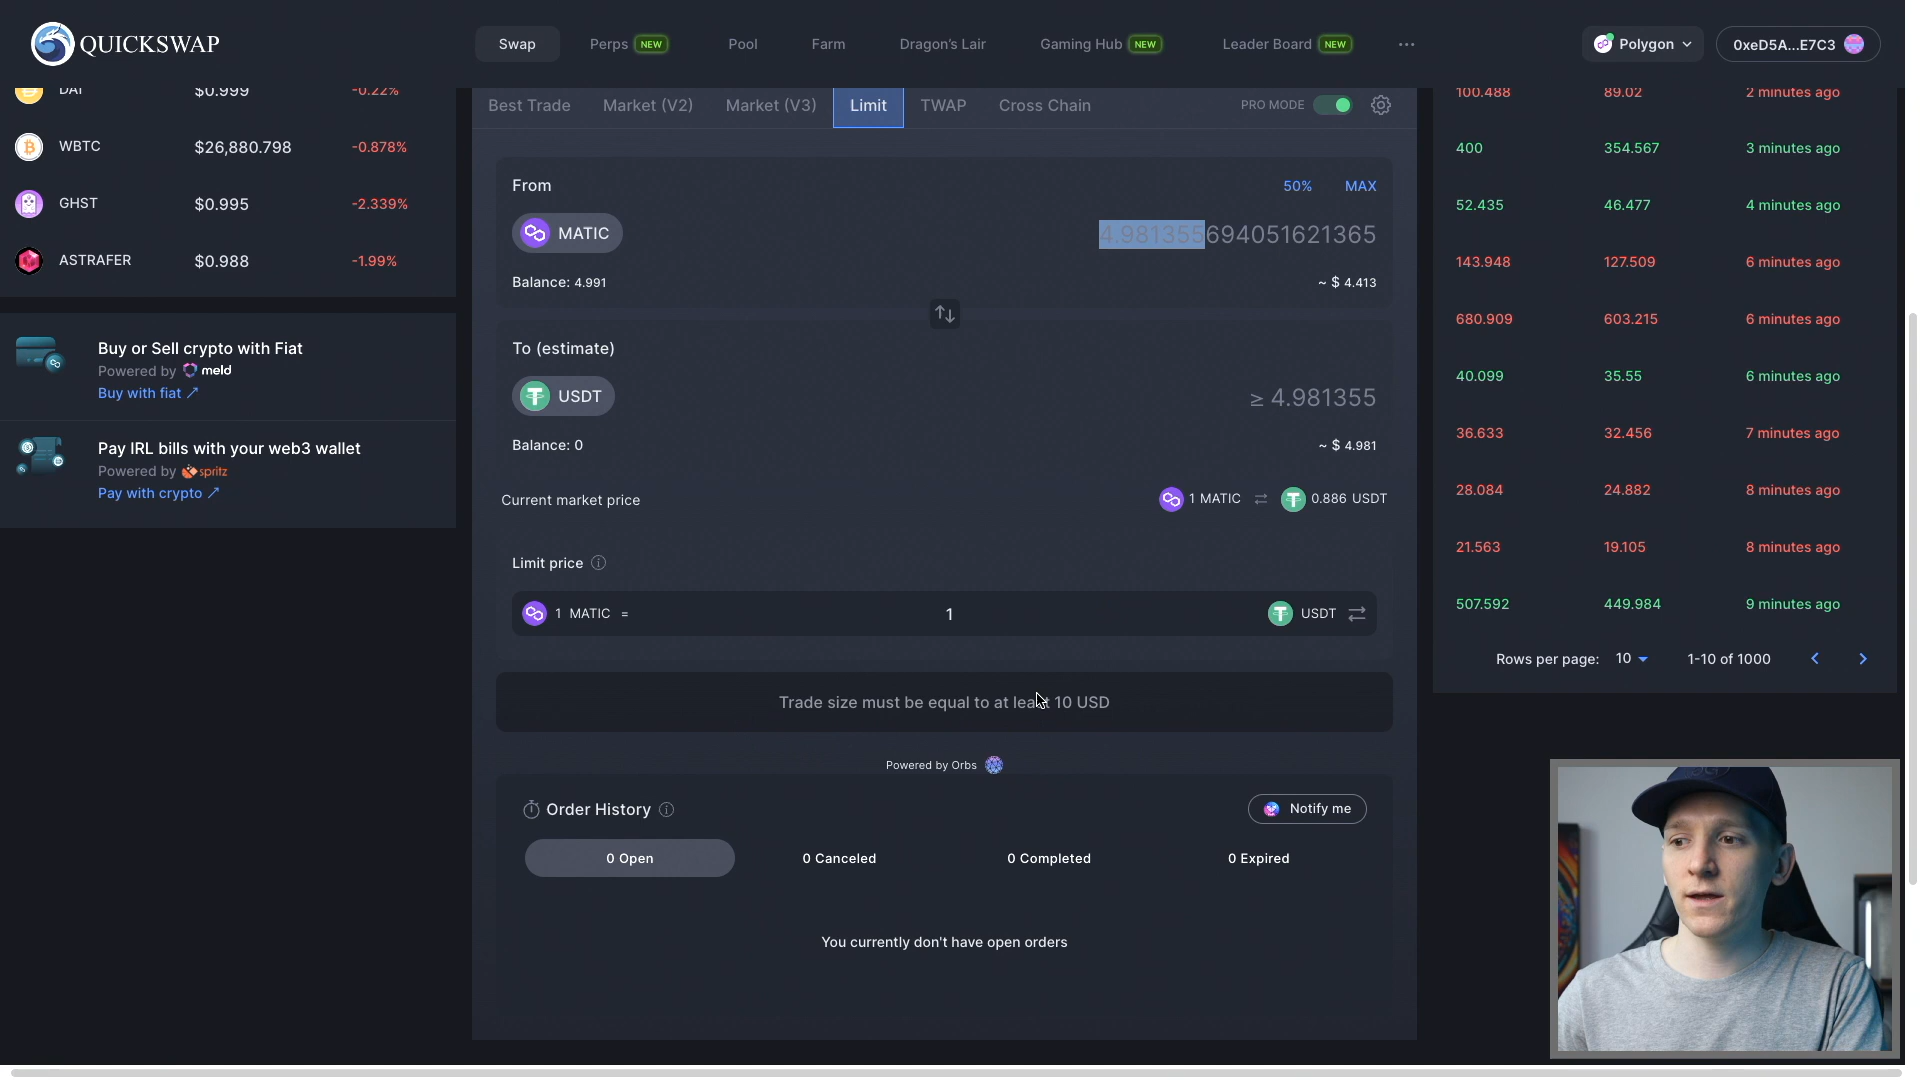 QUICKSWAP
Swap
Perps NEW
Pool
Farm
Dragon's Lair
Gaming Hub NEW
Leader Board NEW
Polygon
0xeD5A...E7C3
DAI $0.999 -0.22%
WBTC $26,880.798 -0.878%
GHST $0.995 -2.339%
ASTRAFER $0.988 -1.99%
Buy or Sell crypto with Fiat
Powered by meld
Buy with fiat ↗
Pay IRL bills with your web3 wallet
Powered by spritz
Pay with crypto ↗
Best Trade
Market (V2)
Market (V3)
Limit
TWAP
Cross Chain
PRO MODE
From
50% MAX
MATIC
4.981355694051621365
Balance: 4.991
~ $ 4.413
To (estimate)
USDT
≥ 4.981355
Balance: 0
~ $ 4.981
Current market price
1 MATIC ⇄ 0.886 USDT
Limit price
1 MATIC = 1 USDT
Trade size must be equal to at least 10 USD
Powered by Orbs
Order History
Notify me
0 Open
0 Canceled
0 Completed
0 Expired
You currently don't have open orders
100.488 89.02 2 minutes ago
400 354.567 3 minutes ago
52.435 46.477 4 minutes ago
143.948 127.509 6 minutes ago
680.909 603.215 6 minutes ago
40.099 35.55 6 minutes ago
36.633 32.456 7 minutes ago
28.084 24.882 8 minutes ago
21.563 19.105 8 minutes ago
507.592 449.984 9 minutes ago
Rows per page: 10
1-10 of 1000